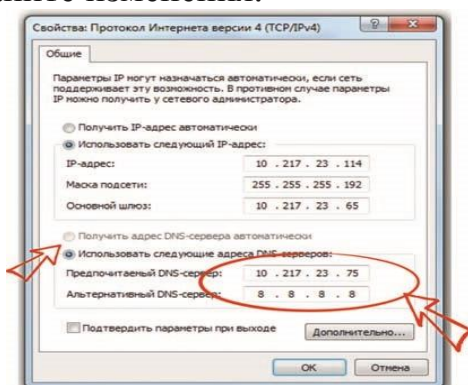 Свойства: Протокол Интернета версии 4 (TCP/IPv4)
Общие
Параметры IP могут назначаться автоматически, если сеть
поддерживает эту возможность. В противном случае параметры
IP можно получить у сетевого администратора.
Получить IP-адрес автоматически
Использовать следующий IP-адрес:
IP-адрес: 10 . 217 . 23 . 114
Маска подсети: 255 . 255 . 255 . 192
Основной шлюз: 10 . 217 . 23 . 65
Получить адрес DNS-сервера автоматически
Использовать следующие адреса DNS-серверов:
Предпочитаемый DNS-сервер: 10 . 217 . 23 . 75
Альтернативный DNS-сервер: 8 . 8 . 8 . 8
Подтвердить параметры при выходе
Дополнительно...
ОК Отмена